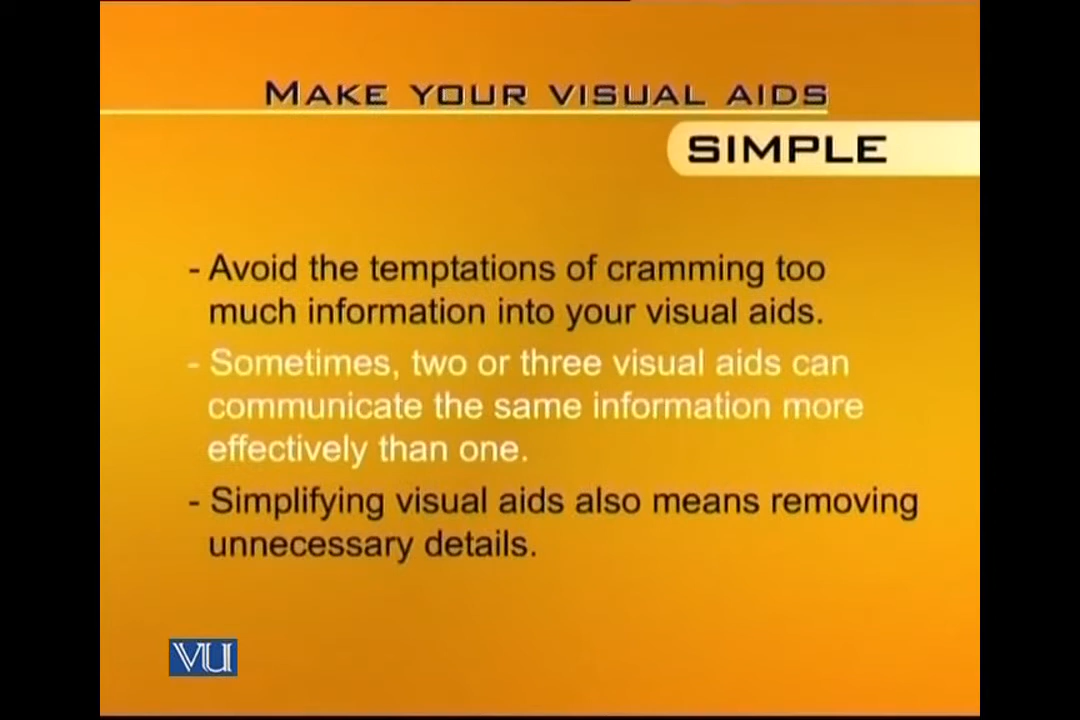 MAKE YOUR VISUAL AIDS
SIMPLE
- Avoid the temptations of cramming too
much information into your visual aids.
- Sometimes, two or three visual aids can
communicate the same information more
effectively than one.
- Simplifying visual aids also means removing
unnecessary details.
VU